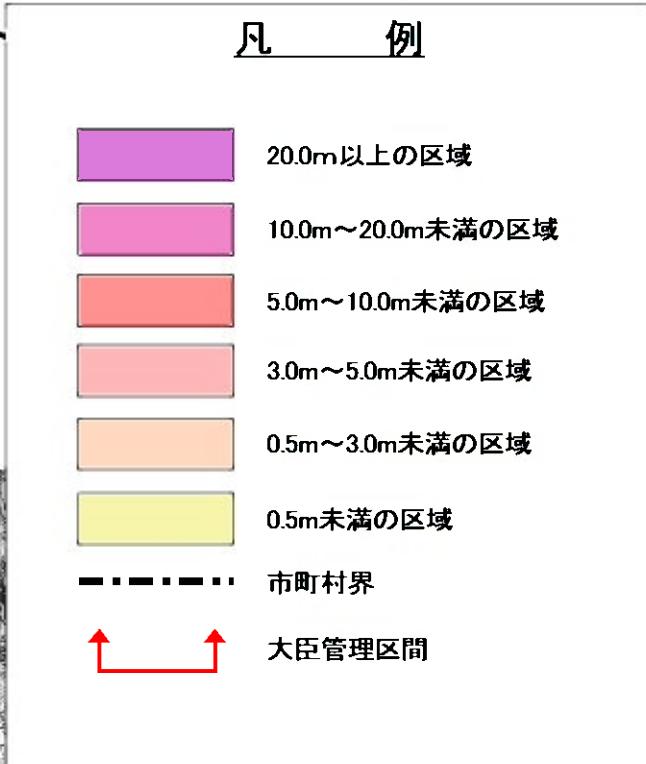 凡　例
20.0m以上の区域
10.0m～20.0m未満の区域
5.0m～10.0m未満の区域
3.0m～5.0m未満の区域
0.5m～3.0m未満の区域
0.5m未満の区域
市町村界
大臣管理区間